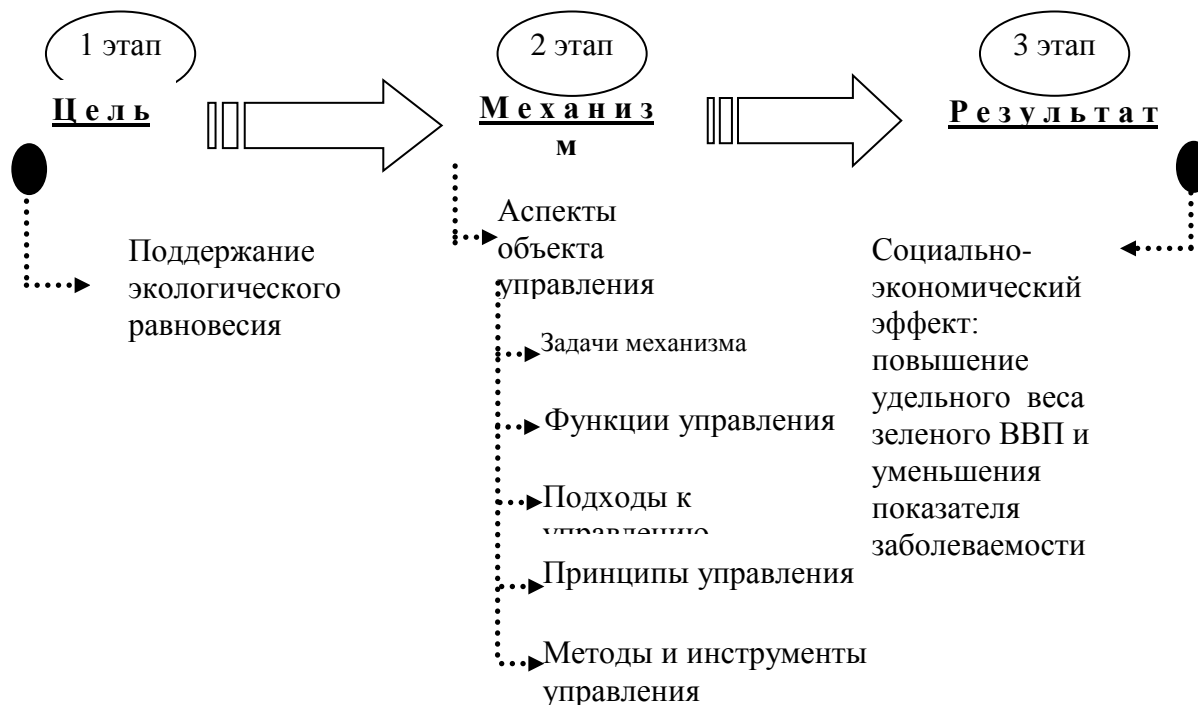 1 этап
Цель
Поддержание
экологического
равновесия
2 этап
Механиз
м
Аспекты
объекта
управления
Задачи механизма
Функции управления
Подходы к
управлению
Принципы управления
Методы и инструменты
управления
3 этап
Результат
Социально-
экономический
эффект:
повышение
удельного веса
зеленого ВВП и
уменьшения
показателя
заболеваемости